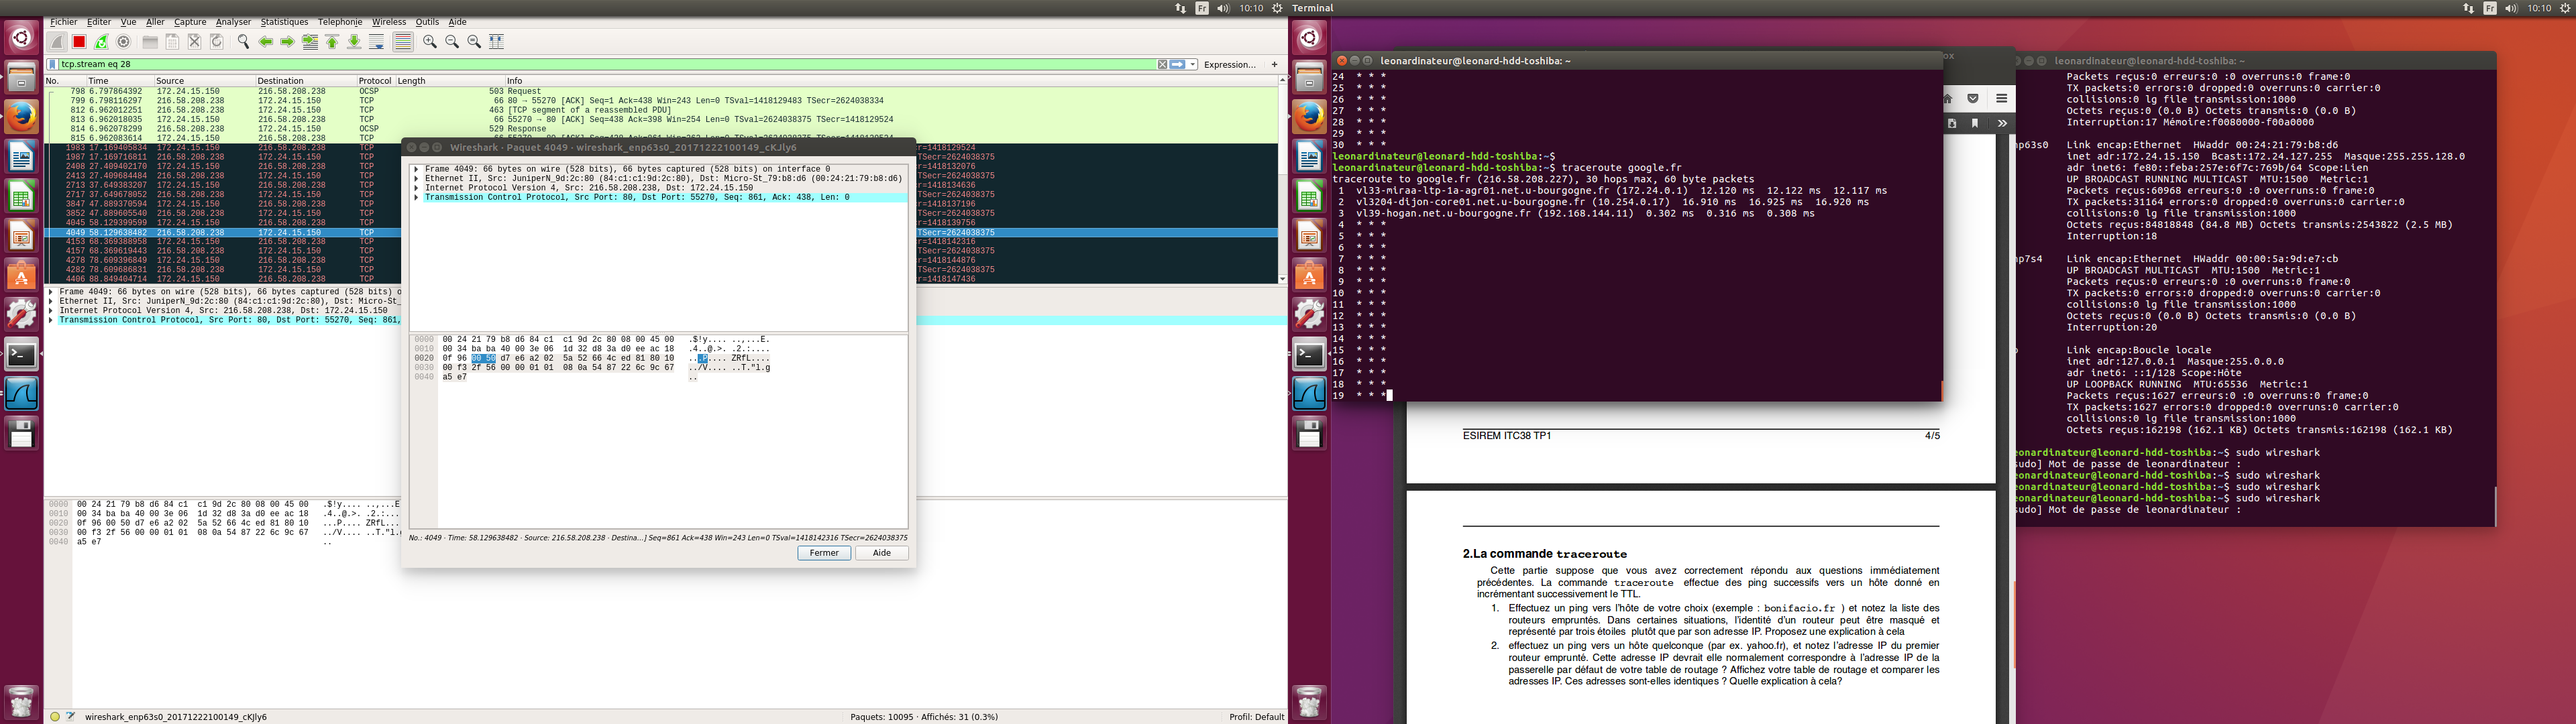 Fr
10:10
Fichier Editer Vue Aller Capture Analyser Statistiques Telephonie Wireless Outils Aide
tcp.stream eq 28
Expression... +
No. Time Source Destination Protocol Length Info
798 6.797864392 172.24.15.150 216.58.208.238 OCSP 503 Request
799 6.798116297 216.58.208.238 172.24.15.150 TCP 66 80 → 55270 [ACK] Seq=1 Ack=438 Win=243 Len=0 TSval=1418129483 TSecr=2624038334
812 6.962012251 216.58.208.238 172.24.15.150 TCP 463 [TCP segment of a reassembled PDU]
813 6.962018035 172.24.15.150 216.58.208.238 TCP 66 55270 → 80 [ACK] Seq=438 Ack=398 Win=254 Len=0 TSval=2624038375 TSecr=1418129524
814 6.962078299 216.58.208.238 172.24.15.150 OCSP 529 Response
815 6.962083614 172.24.15.150 216.58.208.238 TCP 66 55270 → 80 [ACK] Seq=438 Ack=861 Win=262 Len=0 TSval=2624038375 TSecr=1418129524
1983 17.169405834 172.24.15.150 216.58.208.238 TCP r=1418129524
1987 17.169716811 216.58.208.238 172.24.15.150 TCP TSecr=2624038375
2408 27.409402170 172.24.15.150 216.58.208.238 TCP r=1418132076
2413 27.409684484 216.58.208.238 172.24.15.150 TCP TSecr=2624038375
2713 37.649383207 172.24.15.150 216.58.208.238 TCP r=1418134636
2717 37.649678052 216.58.208.238 172.24.15.150 TCP TSecr=2624038375
3847 47.889370594 172.24.15.150 216.58.208.238 TCP r=1418137196
3852 47.889605540 216.58.208.238 172.24.15.150 TCP TSecr=2624038375
4045 58.129399599 172.24.15.150 216.58.208.238 TCP r=1418139756
4049 58.129638482 216.58.208.238 172.24.15.150 TCP TSecr=2624038375
4153 68.369388958 172.24.15.150 216.58.208.238 TCP r=1418142316
4157 68.369619443 216.58.208.238 172.24.15.150 TCP TSecr=2624038375
4278 78.609396849 172.24.15.150 216.58.208.238 TCP r=1418144876
4282 78.609686831 216.58.208.238 172.24.15.150 TCP TSecr=2624038375
4406 88.849404714 172.24.15.150 216.58.208.238 TCP r=1418147436
Frame 4049: 66 bytes on wire (528 bits), 66 bytes captured (528 bits) o
Ethernet II, Src: JuniperN_9d:2c:80 (84:c1:c1:9d:2c:80), Dst: Micro-St_
Internet Protocol Version 4, Src: 216.58.208.238, Dst: 172.24.15.150
Transmission Control Protocol, Src Port: 80, Dst Port: 55270, Seq: 861,
0000 00 24 21 79 b8 d6 84 c1 c1 9d 2c 80 08 00 45 00 .$!y.... ..,...E
0010 00 34 ba ba 40 00 3e 06 1d 32 d8 3a d0 ee ac 18 .4..@.>. .2.:...
0020 0f 96 00 50 d7 e6 a2 02 5a 52 66 4c ed 81 80 10 ...P.... ZRfL...
0030 00 f3 2f 56 00 00 01 01 08 0a 54 87 22 6c 9c 67 ../V.... ..T."l.g
0040 a5 e7 ..
wireshark_enp63s0_20171222100149_cKJly6
Paquets: 10095 · Affichés: 31 (0.3%)
Profil: Default
Wireshark · Paquet 4049 · wireshark_enp63s0_20171222100149_cKJly6
Frame 4049: 66 bytes on wire (528 bits), 66 bytes captured (528 bits) on interface 0
Ethernet II, Src: JuniperN_9d:2c:80 (84:c1:c1:9d:2c:80), Dst: Micro-St_79:b8:d6 (00:24:21:79:b8:d6)
Internet Protocol Version 4, Src: 216.58.208.238, Dst: 172.24.15.150
Transmission Control Protocol, Src Port: 80, Dst Port: 55270, Seq: 861, Ack: 438, Len: 0
0000 00 24 21 79 b8 d6 84 c1 c1 9d 2c 80 08 00 45 00 .$!y.... ..,...E.
0010 00 34 ba ba 40 00 3e 06 1d 32 d8 3a d0 ee ac 18 .4..@.>. .2.:....
0020 0f 96 00 50 d7 e6 a2 02 5a 52 66 4c ed 81 80 10 ...P.... ZRfL....
0030 00 f3 2f 56 00 00 01 01 08 0a 54 87 22 6c 9c 67 ../V.... ..T."l.g
0040 a5 e7 ..
No.: 4049 · Time: 58.129638482 · Source: 216.58.208.238 · Destina...] Seq=861 Ack=438 Win=243 Len=0 TSval=1418142316 TSecr=2624038375
Fermer
Aide
Terminal
Fr
10:10
leonardinateur@leonard-hdd-toshiba: ~
24 * * *
25 * * *
26 * * *
27 * * *
28 * * *
29 * * *
30 * * *
leonardinateur@leonard-hdd-toshiba:~$
leonardinateur@leonard-hdd-toshiba:~$ traceroute google.fr
traceroute to google.fr (216.58.208.227), 30 hops max, 60 byte packets
1 vl33-miraa-ltp-1a-agr01.net.u-bourgogne.fr (172.24.0.1) 12.120 ms 12.122 ms 12.117 ms
2 vl3204-dijon-core01.net.u-bourgogne.fr (10.254.0.17) 16.910 ms 16.925 ms 16.920 ms
3 vl39-hogan.net.u-bourgogne.fr (192.168.144.11) 0.302 ms 0.316 ms 0.308 ms
4 * * *
5 * * *
6 * * *
7 * * *
8 * * *
9 * * *
10 * * *
11 * * *
12 * * *
13 * * *
14 * * *
15 * * *
16 * * *
17 * * *
18 * * *
19 * * *
ox
ESIREM ITC38 TP1
4/5
2.La commande traceroute
Cette partie suppose que vous avez correctement répondu aux questions immédiatement
précédentes. La commande traceroute effectue des ping successifs vers un hôte donné en
incrémentant successivement le TTL.
1. Effectuez un ping vers l'hôte de votre choix (exemple : bonifacio.fr ) et notez la liste des
routeurs empruntés. Dans certaines situations, l'identité d'un routeur peut être masqué et
représenté par trois étoiles plutôt que par son adresse IP. Proposez une explication à cela
2. effectuez un ping vers un hôte quelconque (par ex. yahoo.fr), et notez l'adresse IP du premier
routeur emprunté. Cette adresse IP devrait elle normalement correspondre à l'adresse IP de la
passerelle par défaut de votre table de routage ? Affichez votre table de routage et comparer les
adresses IP. Ces adresses sont-elles identiques ? Quelle explication à cela?
leonardinateur@leonard-hdd-toshiba: ~
Packets reçus:0 erreurs:0 :0 overruns:0 frame:0
TX packets:0 errors:0 dropped:0 overruns:0 carrier:0
collisions:0 lg file transmission:1000
Octets reçus:0 (0.0 B) Octets transmis:0 (0.0 B)
Interruption:17 Mémoire:f0080000-f00a0000
np63s0 Link encap:Ethernet HWaddr 00:24:21:79:b8:d6
inet adr:172.24.15.150 Bcast:172.24.127.255 Masque:255.255.128.0
adr inet6: fe80::feba:257e:6f7c:769b/64 Scope:Lien
UP BROADCAST RUNNING MULTICAST MTU:1500 Metric:1
Packets reçus:60968 erreurs:0 :0 overruns:0 frame:0
TX packets:31164 errors:0 dropped:0 overruns:0 carrier:0
collisions:0 lg file transmission:1000
Octets reçus:84818848 (84.8 MB) Octets transmis:2543822 (2.5 MB)
Interruption:18
np7s4 Link encap:Ethernet HWaddr 00:00:5a:9d:e7:cb
UP BROADCAST MULTICAST MTU:1500 Metric:1
Packets reçus:0 erreurs:0 :0 overruns:0 frame:0
TX packets:0 errors:0 dropped:0 overruns:0 carrier:0
collisions:0 lg file transmission:1000
Octets reçus:0 (0.0 B) Octets transmis:0 (0.0 B)
Interruption:20
o Link encap:Boucle locale
inet adr:127.0.0.1 Masque:255.0.0.0
adr inet6: ::1/128 Scope:Hôte
UP LOOPBACK RUNNING MTU:65536 Metric:1
Packets reçus:1627 erreurs:0 :0 overruns:0 frame:0
TX packets:1627 errors:0 dropped:0 overruns:0 carrier:0
collisions:0 lg file transmission:1000
Octets reçus:162198 (162.1 KB) Octets transmis:162198 (162.1 KB)
eonardinateur@leonard-hdd-toshiba:~$ sudo wireshark
sudo] Mot de passe de leonardinateur :
eonardinateur@leonard-hdd-toshiba:~$ sudo wireshark
eonardinateur@leonard-hdd-toshiba:~$ sudo wireshark
eonardinateur@leonard-hdd-toshiba:~$ sudo wireshark
sudo] Mot de passe de leonardinateur :
Fr
10:10